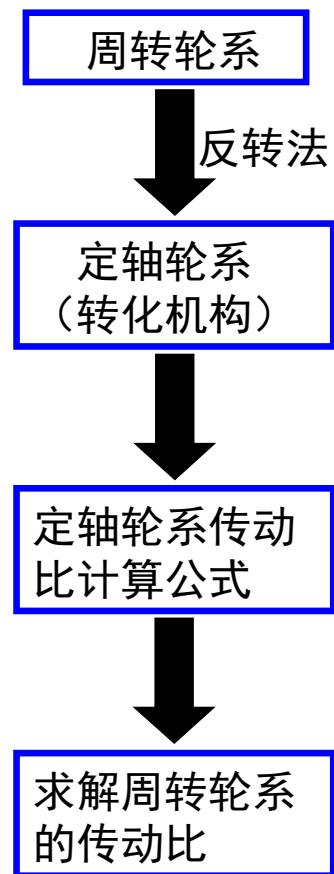 周转轮系
反转法
定轴轮系
（转化机构）
定轴轮系传动
比计算公式
求解周转轮系
的传动比